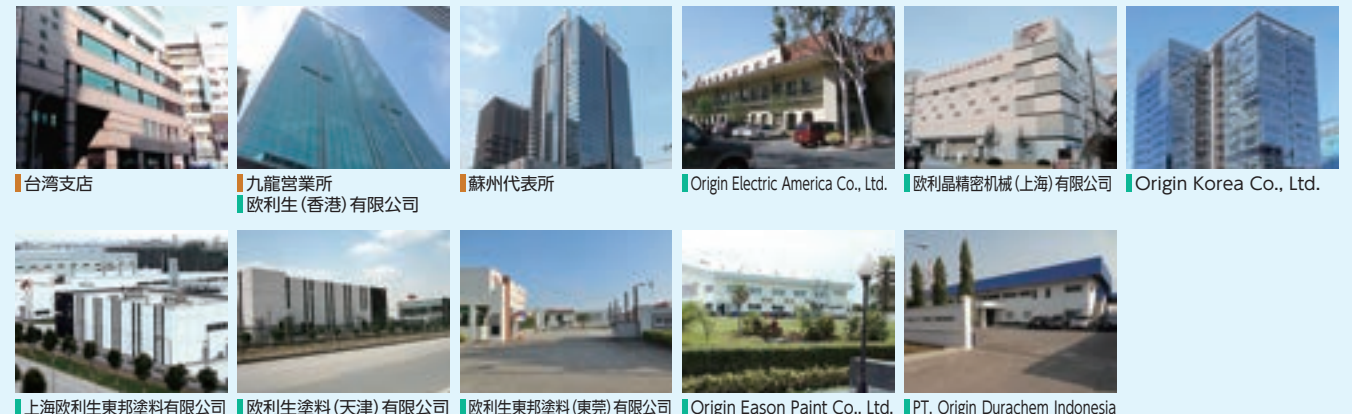 台湾支店
九龍営業所
欧利生(香港)有限公司
蘇州代表所
Origin Electric America Co., Ltd.
欧利晶精密机械(上海)有限公司
Origin Korea Co., Ltd.
上海欧利生東邦塗料有限公司
欧利生塗料(天津)有限公司
欧利生東邦塗料(東莞)有限公司
Origin Eason Paint Co., Ltd.
PT. Origin Durachem Indonesia